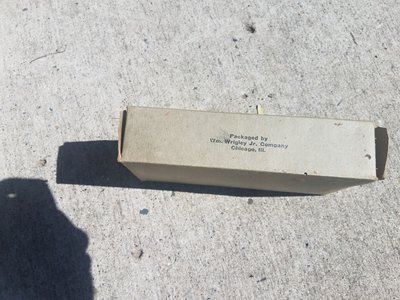 Packaged by
Wm. Wrigley Jr. Company
Chicago, Ill.